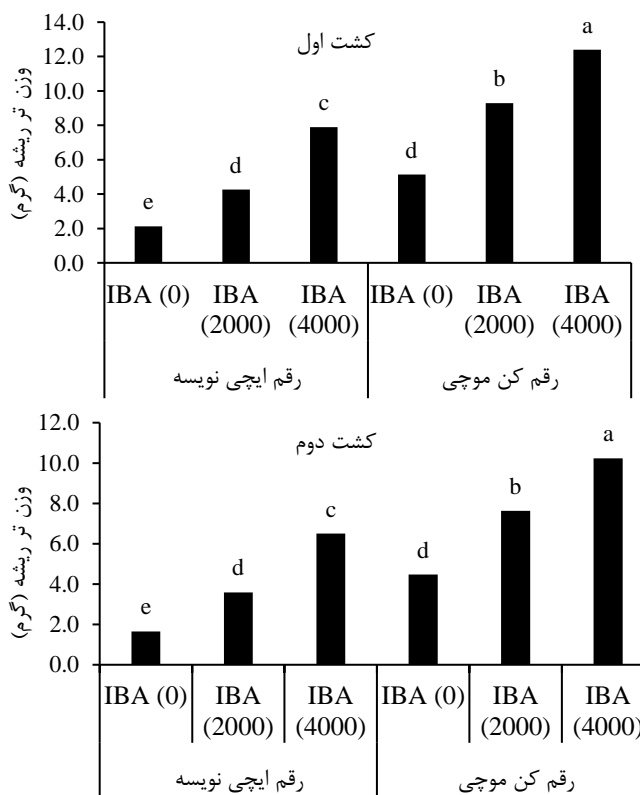 کشت اول
وزن تر ریشه (گرم)
14.0
12.0
10.0
8.0
6.0
4.0
2.0
0.0
e
d
c
d
b
a
IBA (0)
IBA (2000)
IBA (4000)
IBA (0)
IBA (2000)
IBA (4000)
رقم ایچی نویسه
رقم کن موچی
کشت دوم
وزن تر ریشه (گرم)
12.0
10.0
8.0
6.0
4.0
2.0
0.0
e
d
c
d
b
a
IBA (0)
IBA (2000)
IBA (4000)
IBA (0)
IBA (2000)
IBA (4000)
رقم ایچی نویسه
رقم کن موچی